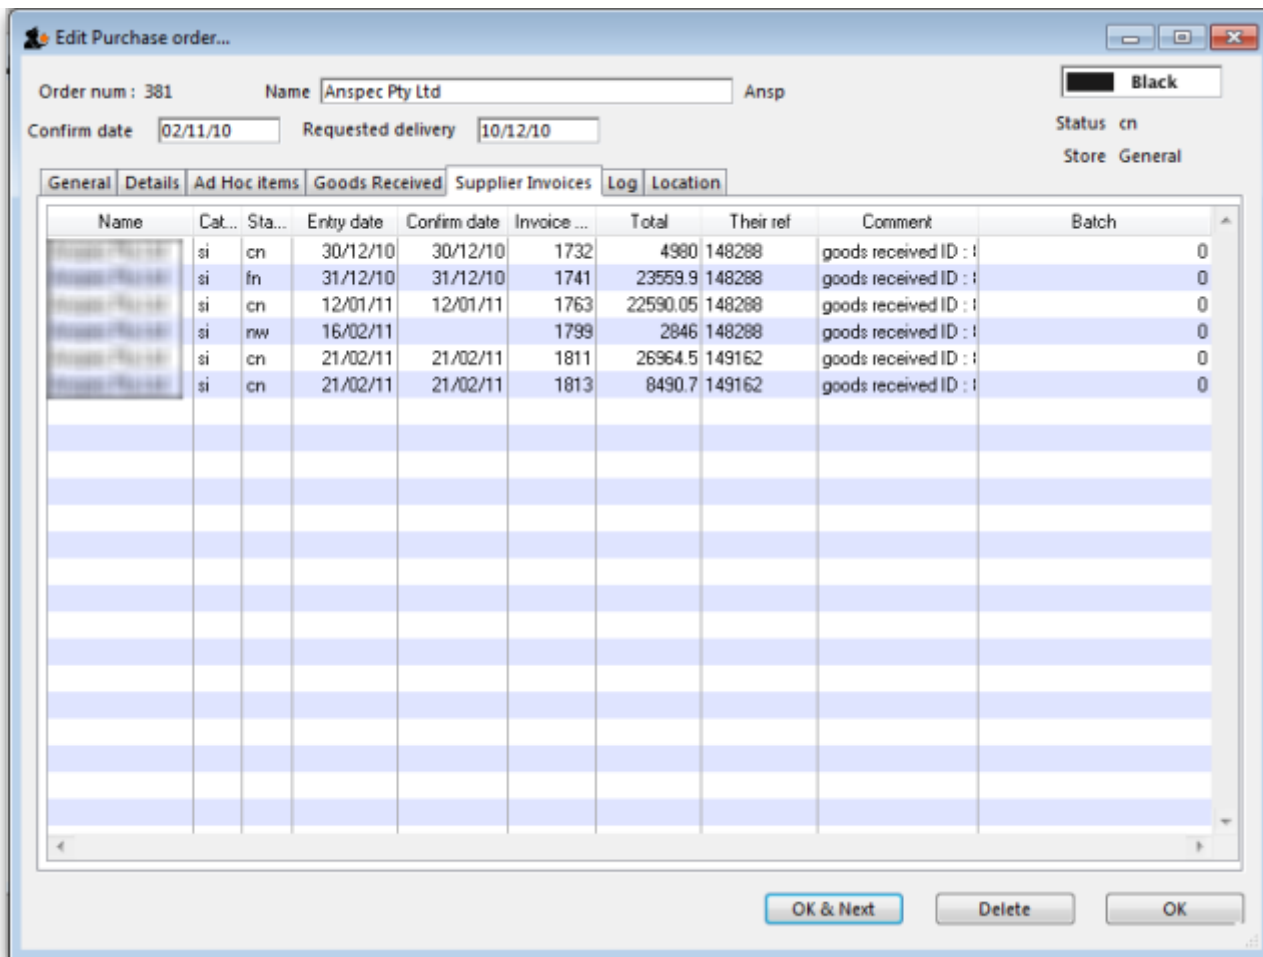 Edit Purchase order...
Order num : 381 Name Anspec Pty Ltd Ansp Black
Confirm date 02/11/10 Requested delivery 10/12/10 Status cn
Store General
General Details Ad Hoc items Goods Received Supplier Invoices Log Location
Name Cat... Sta... Entry date Confirm date Invoice ... Total Their ref Comment Batch
si cn 30/12/10 30/12/10 1732 4980 148288 goods received ID : 0
si fn 31/12/10 31/12/10 1741 23559.9 148288 goods received ID : 0
si cn 12/01/11 12/01/11 1763 22590.05 148288 goods received ID : 0
si nw 16/02/11 1799 2846 148288 goods received ID : 0
si cn 21/02/11 21/02/11 1811 26964.5 149162 goods received ID : 0
si cn 21/02/11 21/02/11 1813 8490.7 149162 goods received ID : 0
OK & Next Delete OK